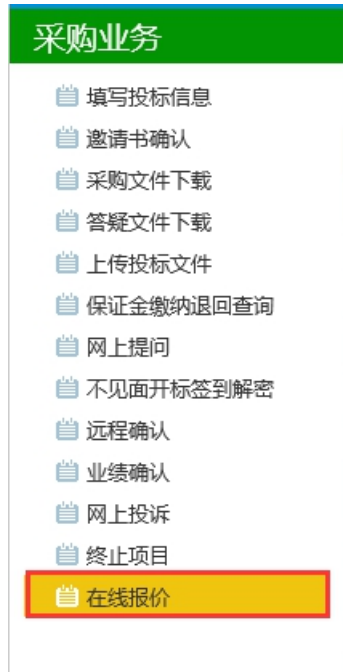 采购业务
填写投标信息
邀请书确认
采购文件下载
答疑文件下载
上传投标文件
保证金缴纳退回查询
网上提问
不见面开标签到解密
远程确认
业绩确认
网上投诉
终止项目
在线报价